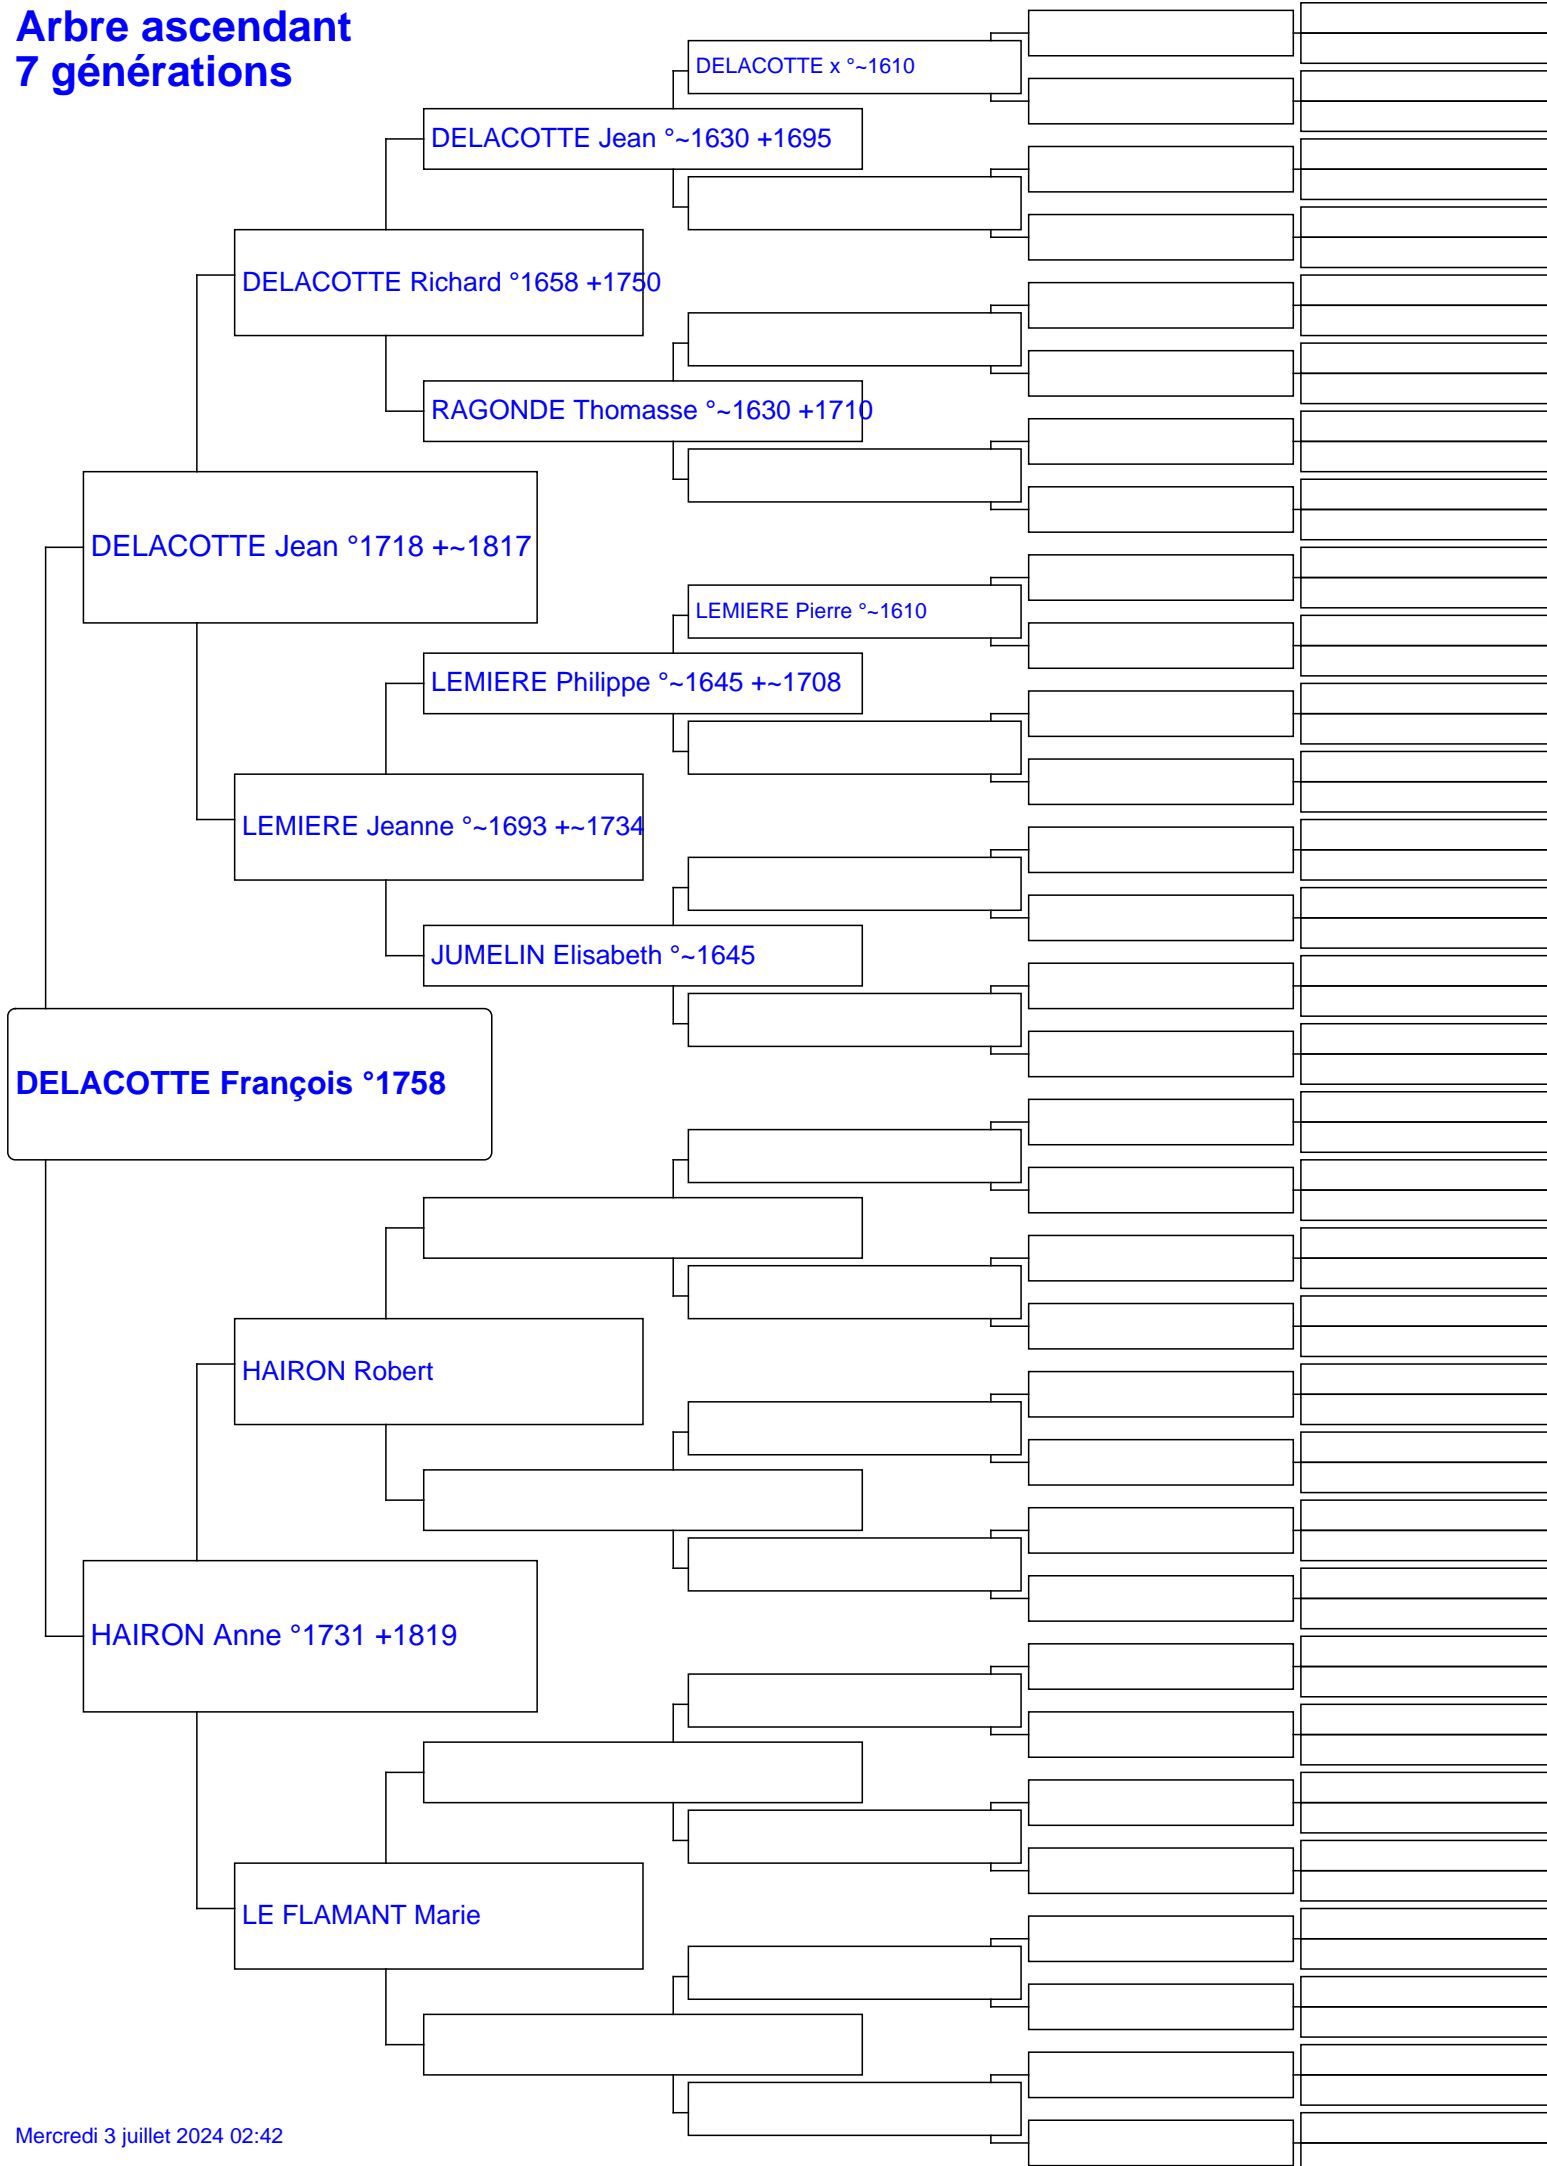 Arbre ascendant
7 générations
DELACOTTE x °~1610
DELACOTTE Jean °~1630 +1695
DELACOTTE Richard °1658 +1750
RAGONDE Thomasse °~1630 +1710
DELACOTTE Jean °1718 +~1817
LEMIERE Pierre °~1610
LEMIERE Philippe °~1645 +~1708
LEMIERE Jeanne °~1693 +~1734
JUMELIN Elisabeth °~1645
DELACOTTE François °1758
HAIRON Robert
HAIRON Anne °1731 +1819
LE FLAMANT Marie
Mercredi 3 juillet 2024 02:42